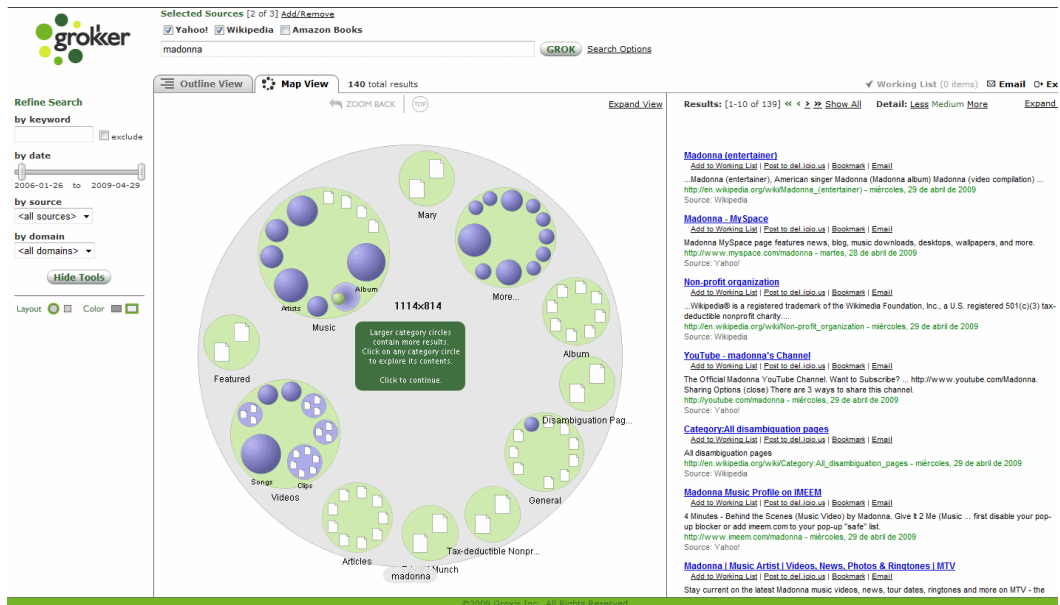 grokker
Selected Sources [2 of 3] Add/Remove
Yahoo! Wikipedia Amazon Books
madonna
GROK Search Options
Outline View Map View 140 total results
Working List (0 items) Email Ex
Refine Search
by keyword
exclude
by date
2006-01-26 to 2009-04-29
by source
<all sources>
by domain
<all domains>
Hide Tools
Layout Color
ZOOM BACK TOP Expand View
Mary
More...
Album
Artists
Music
1114x814
Larger category circles
contain more results.
Click on any category circle
to explore its contents.
Click to continue.
Album
Featured
Disambiguation Pag...
Songs
Clips
Videos
General
Articles
Tax-deductible Nonpr...
Munch
madonna
Results: [1-10 of 139] « < > » Show All Detail: Less Medium More Expand
Madonna (entertainer)
Add to Working List | Post to del.icio.us | Bookmark | Email
...Madonna (entertainer), American singer Madonna (Madonna album) Madonna (video compilation) ...
http://en.wikipedia.org/wiki/Madonna_(entertainer) - miércoles, 29 de abril de 2009
Source: Wikipedia
Madonna - MySpace
Add to Working List | Post to del.icio.us | Bookmark | Email
Madonna MySpace page features news, blog, music downloads, desktops, wallpapers, and more.
http://www.myspace.com/madonna - martes, 28 de abril de 2009
Source: Yahoo!
Non-profit organization
Add to Working List | Post to del.icio.us | Bookmark | Email
...Wikipedia® is a registered trademark of the Wikimedia Foundation, Inc., a U.S. registered 501(c)(3) tax-
deductible nonprofit charity....
http://en.wikipedia.org/wiki/Non-profit_organization - miércoles, 29 de abril de 2009
Source: Wikipedia
YouTube - madonna's Channel
Add to Working List | Post to del.icio.us | Bookmark | Email
The Official Madonna YouTube Channel. Want to Subscribe? ... http://www.youtube.com/Madonna.
Sharing Options (close) There are 3 ways to share this channel.
http://youtube.com/madonna - miércoles, 29 de abril de 2009
Source: Yahoo!
Category:All disambiguation pages
Add to Working List | Post to del.icio.us | Bookmark | Email
All disambiguation pages
http://en.wikipedia.org/wiki/Category:All_disambiguation_pages - miércoles, 29 de abril de 2009
Source: Wikipedia
Madonna Music Profile on IMEEM
Add to Working List | Post to del.icio.us | Bookmark | Email
4 Minutes - Behind the Scenes (Music Video) by Madonna. Give It 2 Me (Music ... first disable your pop-
up blocker or add imeem.com to your pop-up "safe" list.
http://www.imeem.com/madonna - miércoles, 29 de abril de 2009
Source: Yahoo!
Madonna | Music Artist | Videos, News, Photos & Ringtones | MTV
Add to Working List | Post to del.icio.us | Bookmark | Email
Stay current on the latest Madonna music videos, news, tour dates, ringtones and more on MTV - the
©2009 Groxis Inc. All Rights Reserved